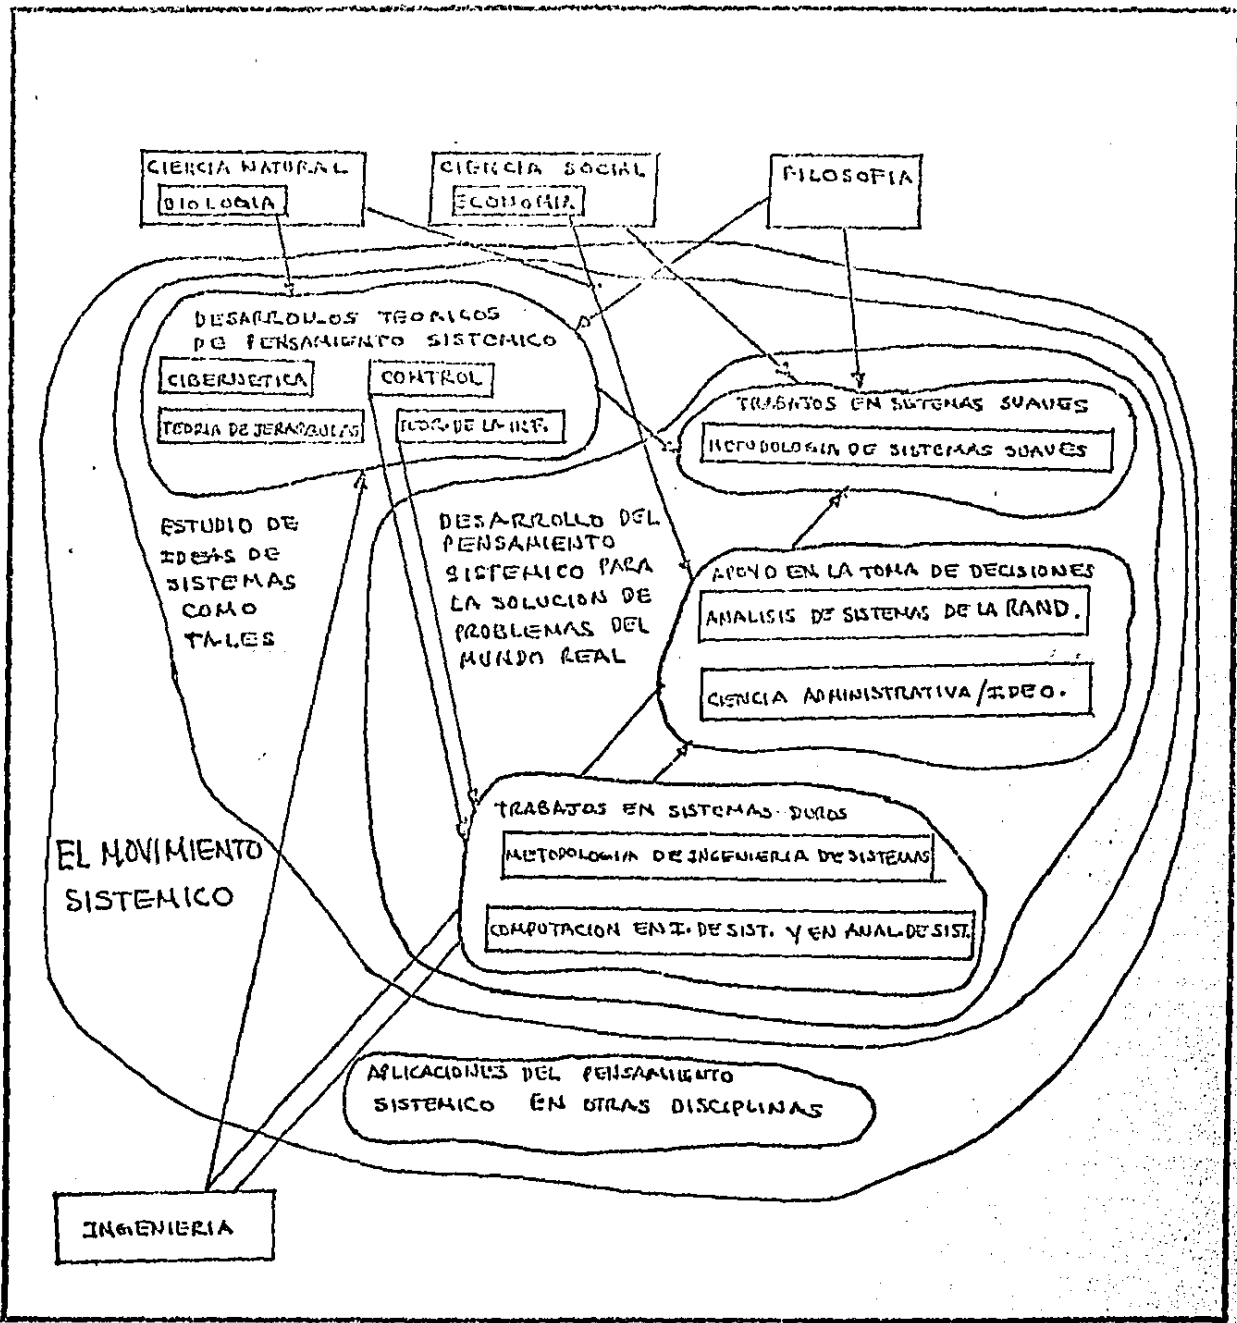 CIENCIA NATURAL
BIOLOGIA
CIENCIA SOCIAL
ECONOMIA
FILOSOFIA
DESARROLLOS TEORICOS
DE PENSAMIENTO SISTEMICO
CIBERNETICA
CONTROL
TEORIA DE JERARQUIAS
TEOR. DE LA INF.
TRABAJOS EN SISTEMAS SUAVES
METODOLOGIA DE SISTEMAS SUAVES
ESTUDIO DE
IDEAS DE
SISTEMAS
COMO
TALES
DESARROLLO DEL
PENSAMIENTO
SISTEMICO PARA
LA SOLUCION DE
PROBLEMAS DEL
MUNDO REAL
APOYO EN LA TOMA DE DECISIONES
ANALISIS DE SISTEMAS DE LA RAND.
CIENCIA ADMINISTRATIVA/IDEO.
TRABAJOS EN SISTEMAS DUROS
METODOLOGIA DE INGENIERIA DE SISTEMAS
COMPUTACION EN I. DE SIST. Y EN ANAL. DE SIST.
EL MOVIMIENTO
SISTEMICO
APLICACIONES DEL PENSAMIENTO
SISTEMICO EN OTRAS DISCIPLINAS
INGENIERIA